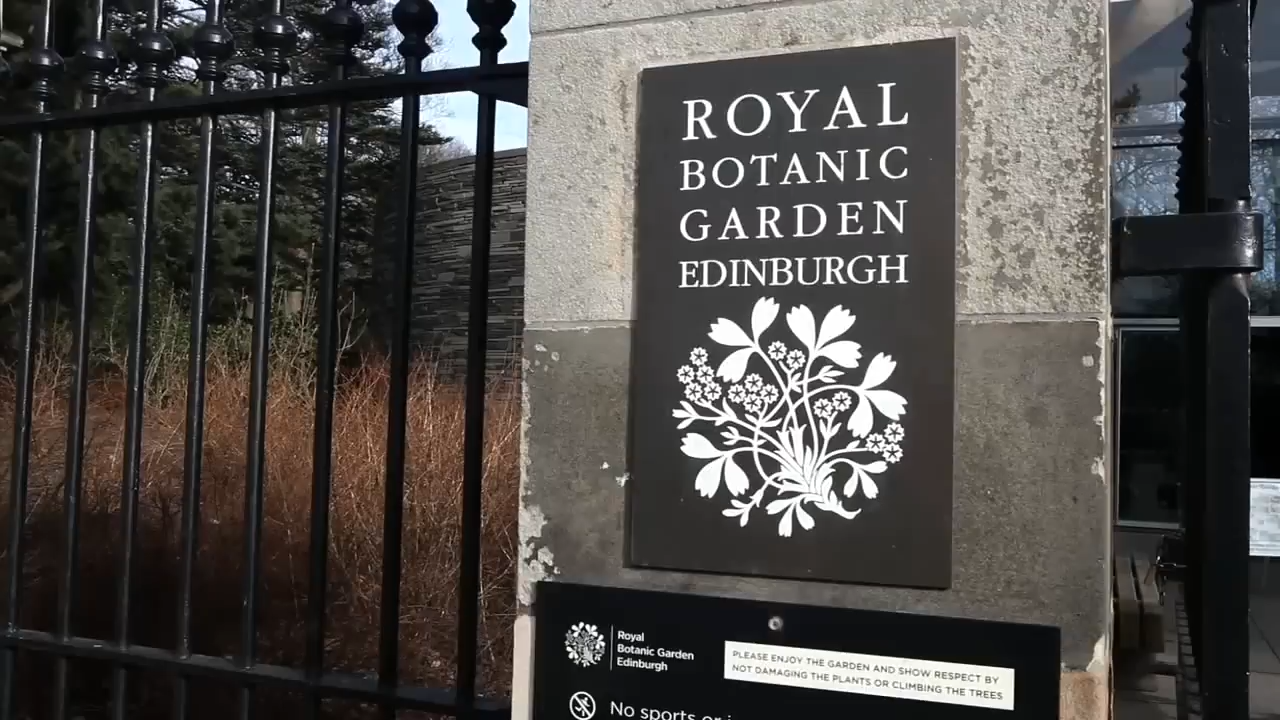 ROYAL
BOTANIC
GARDEN
EDINBURGH
Royal
Botanic Garden
Edinburgh
PLEASE ENJOY THE GARDEN AND SHOW RESPECT BY
NOT DAMAGING THE PLANTS OR CLIMBING THE TREES
No sports or